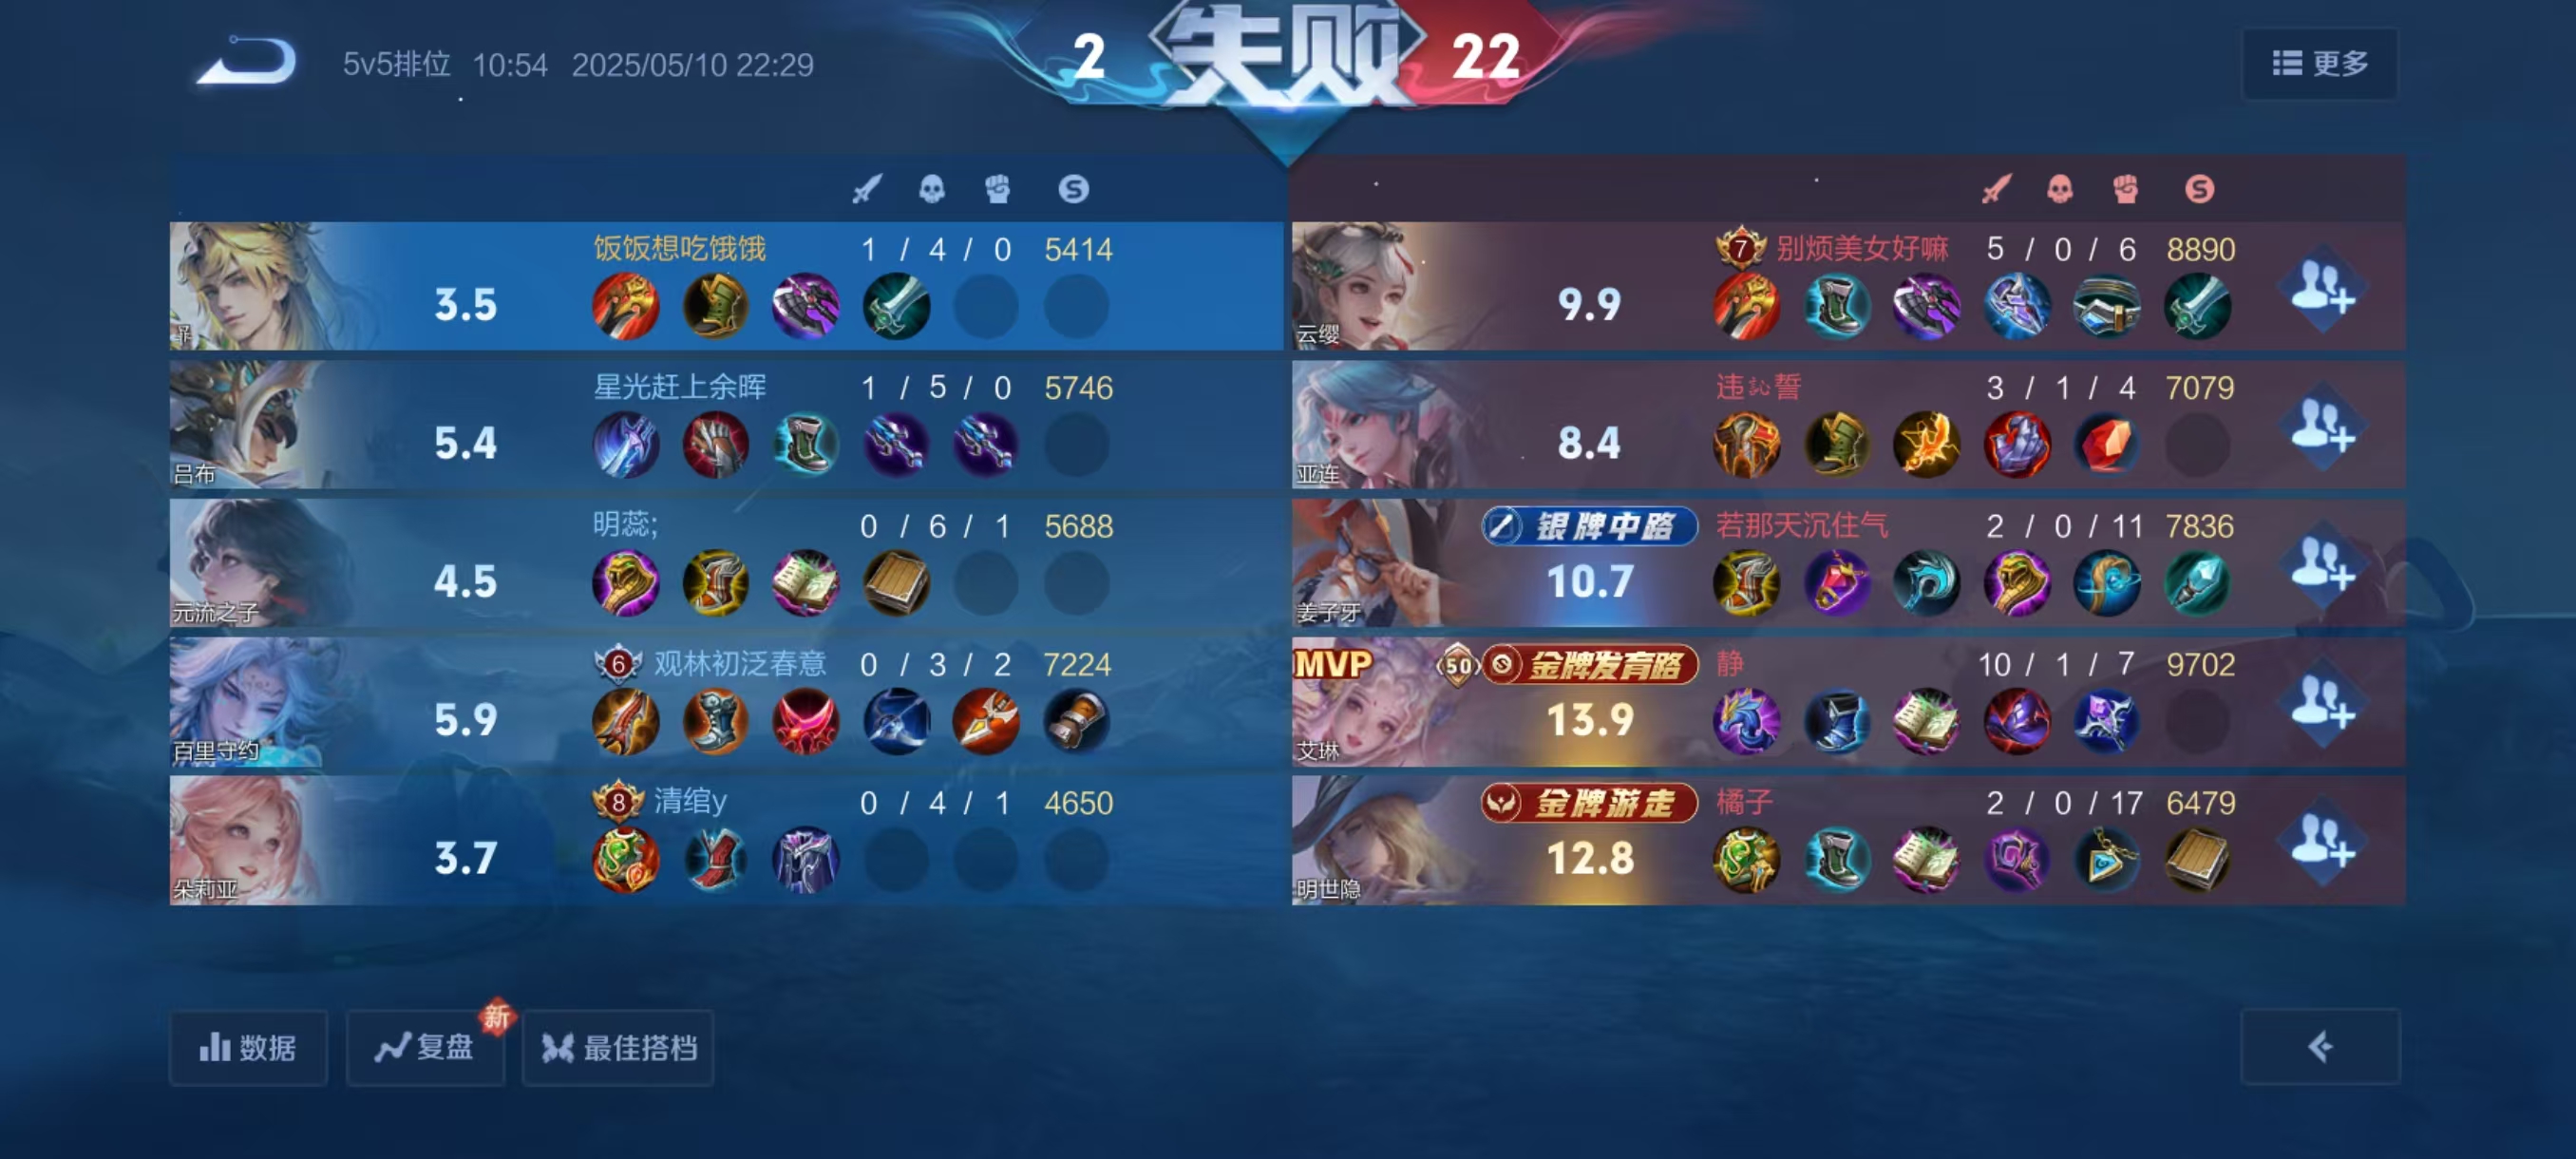 5v5排位 10:54 2025/05/10 22:29
2 失败 22
更多
饭饭想吃饿饿 1 / 4 / 0 5414
3.5
吕布 星光赶上余晖 1 / 5 / 0 5746
5.4
元流之子 明蕊; 0 / 6 / 1 5688
4.5
百里守约 6 观林初泛春意 0 / 3 / 2 7224
5.9
朵莉亚 8 清绾y 0 / 4 / 1 4650
3.7
云缨 7 别烦美女好嘛 5 / 0 / 6 8890
9.9
亚连 违訫誓 3 / 1 / 4 7079
8.4
姜子牙 银牌中路 若那天沉住气 2 / 0 / 11 7836
10.7
MVP 50 金牌发育路 静 10 / 1 / 7 9702
艾琳 13.9
金牌游走 橘子 2 / 0 / 17 6479
明世隐 12.8
数据
复盘 新
最佳搭档